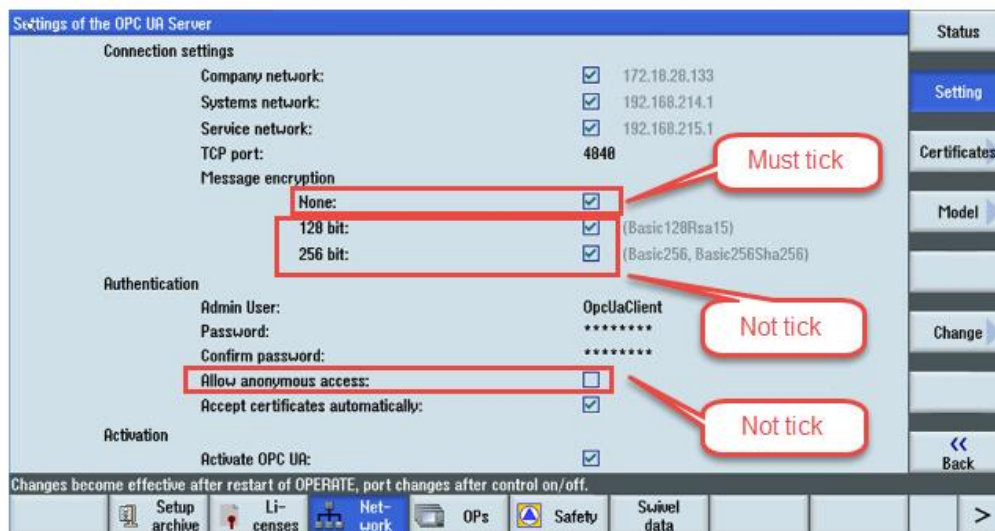 Settings of the OPC UA Server
Status
Connection settings
Company network: 172.18.28.133
Systems network: 192.168.214.1
Setting
Service network: 192.168.215.1
TCP port: 4840
Must tick
Certificates
Message encryption
None:
128 bit: (Basic128Rsa15)
Model
256 bit: (Basic256, Basic256Sha256)
Authentication
Admin User: OpcUaClient
Password: ********
Not tick
Change
Confirm password: ********
Allow anonymous access:
Accept certificates automatically:
Not tick
Activation
Activate OPC UA:
<<
Back
Changes become effective after restart of OPERATE, port changes after control on/off.
Setup archive
Li- censes
Net- work
OPs
Safety
Swivel data
>